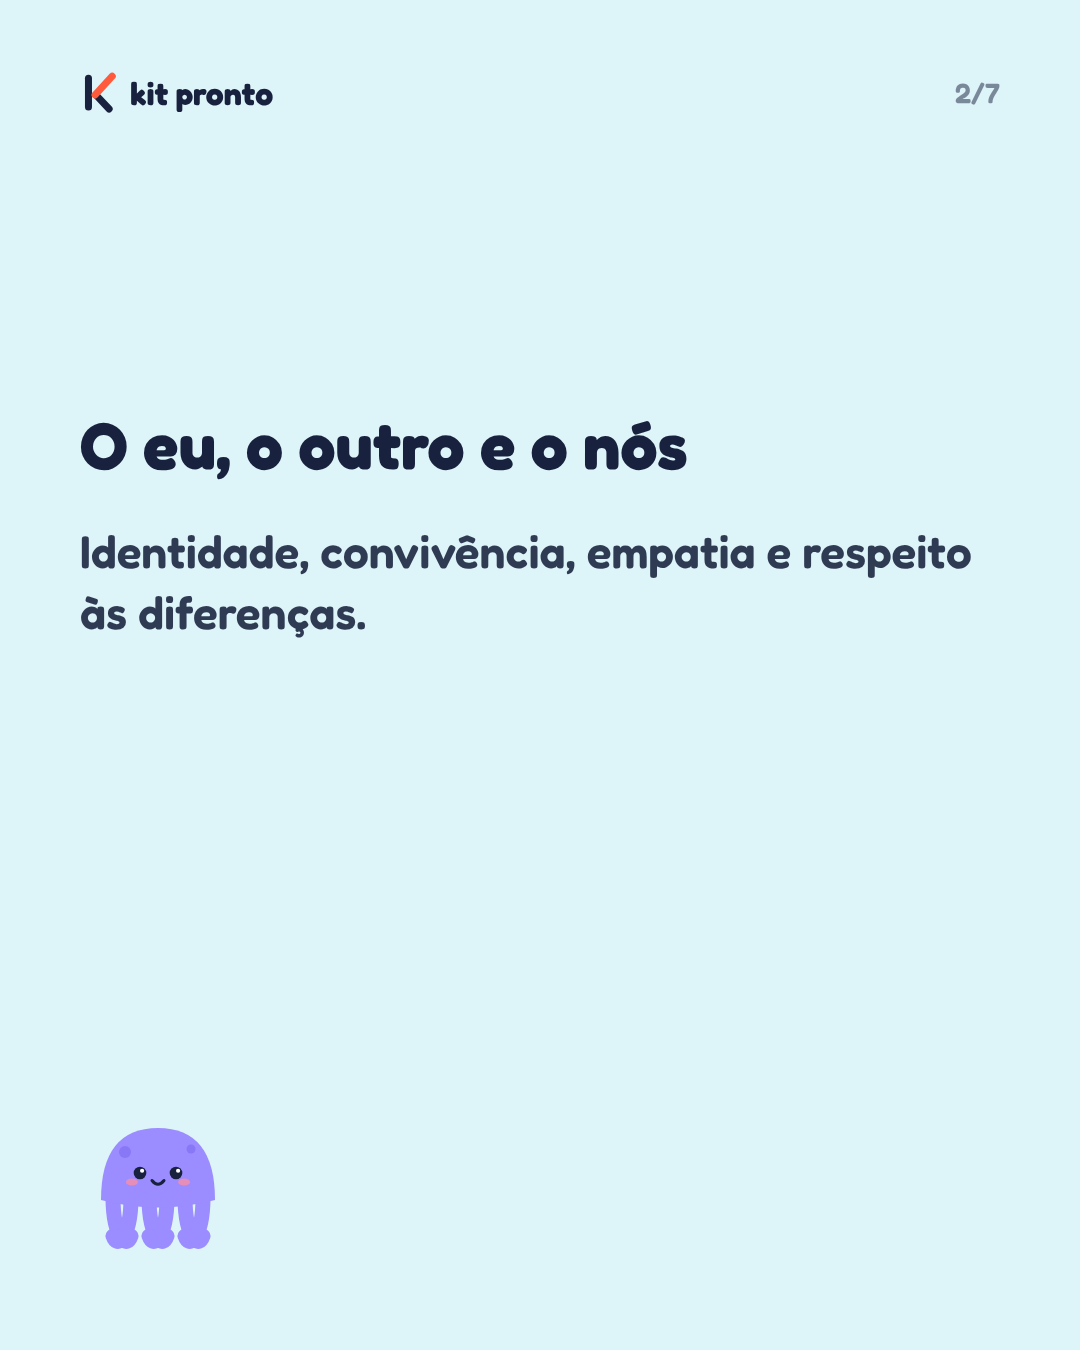 kit pronto
2/7
O eu, o outro e o nós
Identidade, convivência, empatia e respeito
às diferenças.